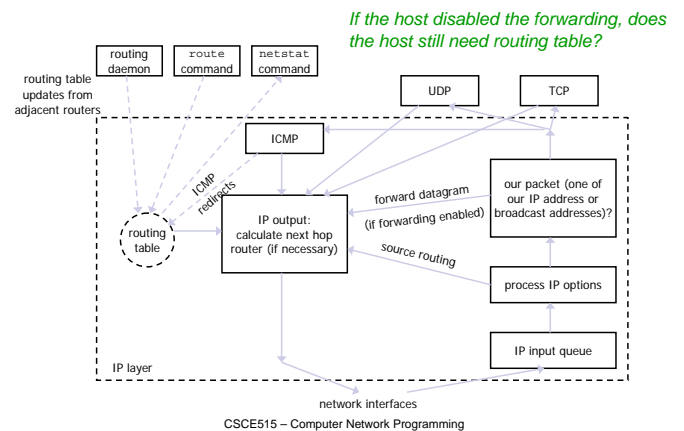 If the host disabled the forwarding, does
the host still need routing table?
routing
daemon
route
command
netstat
command
routing table
updates from
adjacent routers
UDP
TCP
ICMP
ICMP
redirects
routing
table
IP output:
calculate next hop
router (if necessary)
forward datagram
(if forwarding enabled)
source routing
our packet (one of
our IP address or
broadcast addresses)?
process IP options
IP input queue
IP layer
network interfaces
CSCE515 – Computer Network Programming